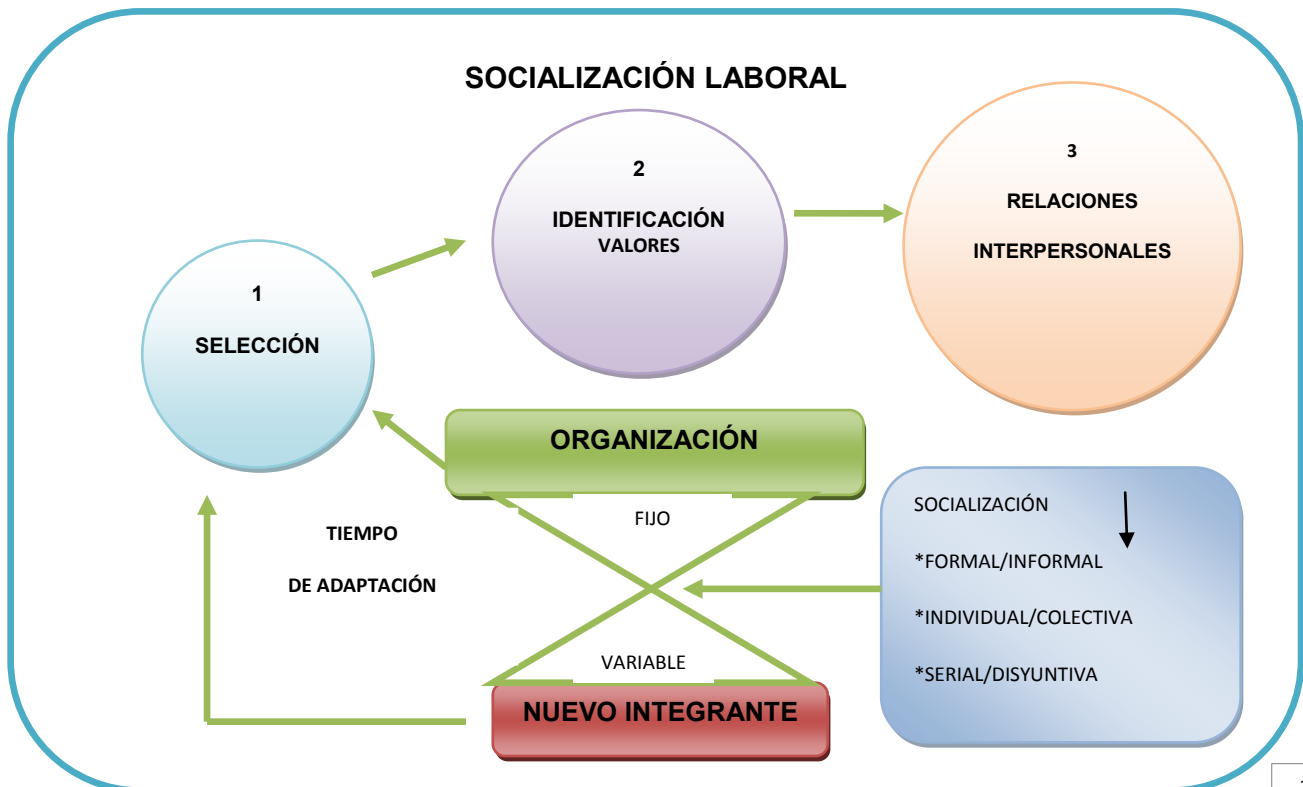 SOCIALIZACIÓN LABORAL
1
SELECCIÓN
2
IDENTIFICACIÓN
VALORES
3
RELACIONES
INTERPERSONALES
ORGANIZACIÓN
FIJO
TIEMPO
DE ADAPTACIÓN
VARIABLE
NUEVO INTEGRANTE
SOCIALIZACIÓN
*FORMAL/INFORMAL
*INDIVIDUAL/COLECTIVA
*SERIAL/DISYUNTIVA